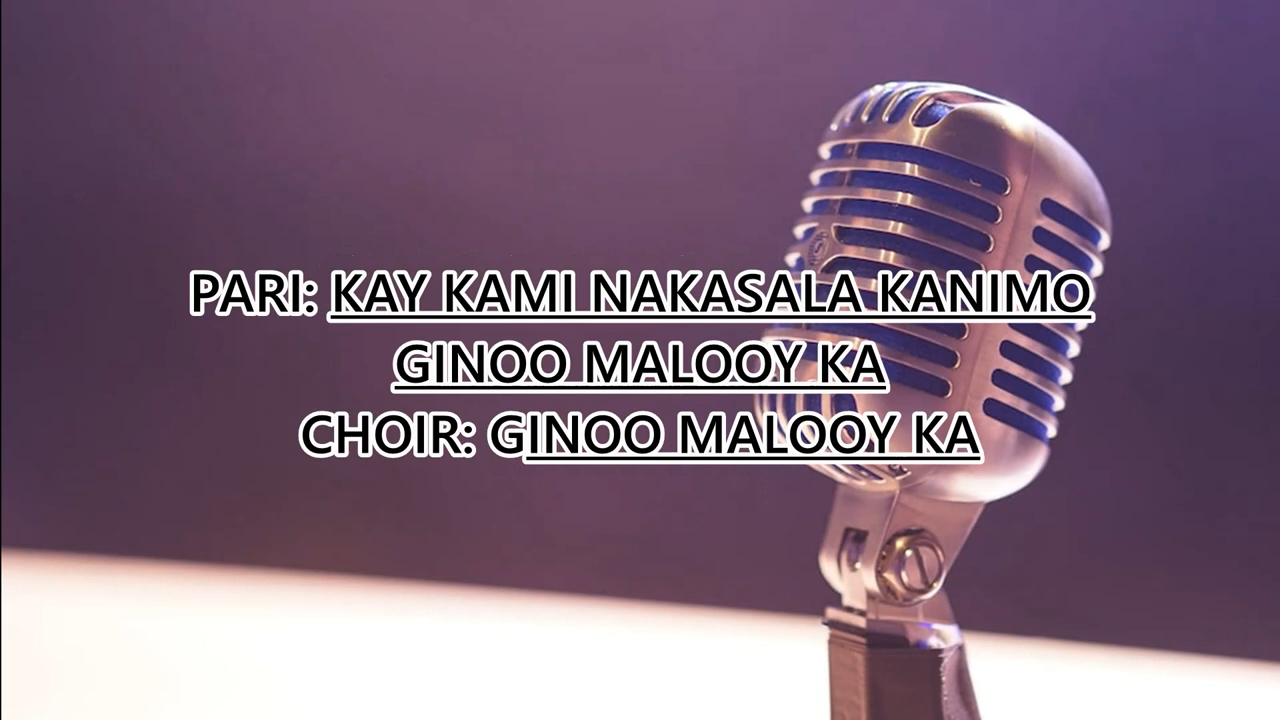 PARI: KAY KAMI NAKASALA KANIMO
GINOO MALOOY KA
CHOIR: GINOO MALOOY KA